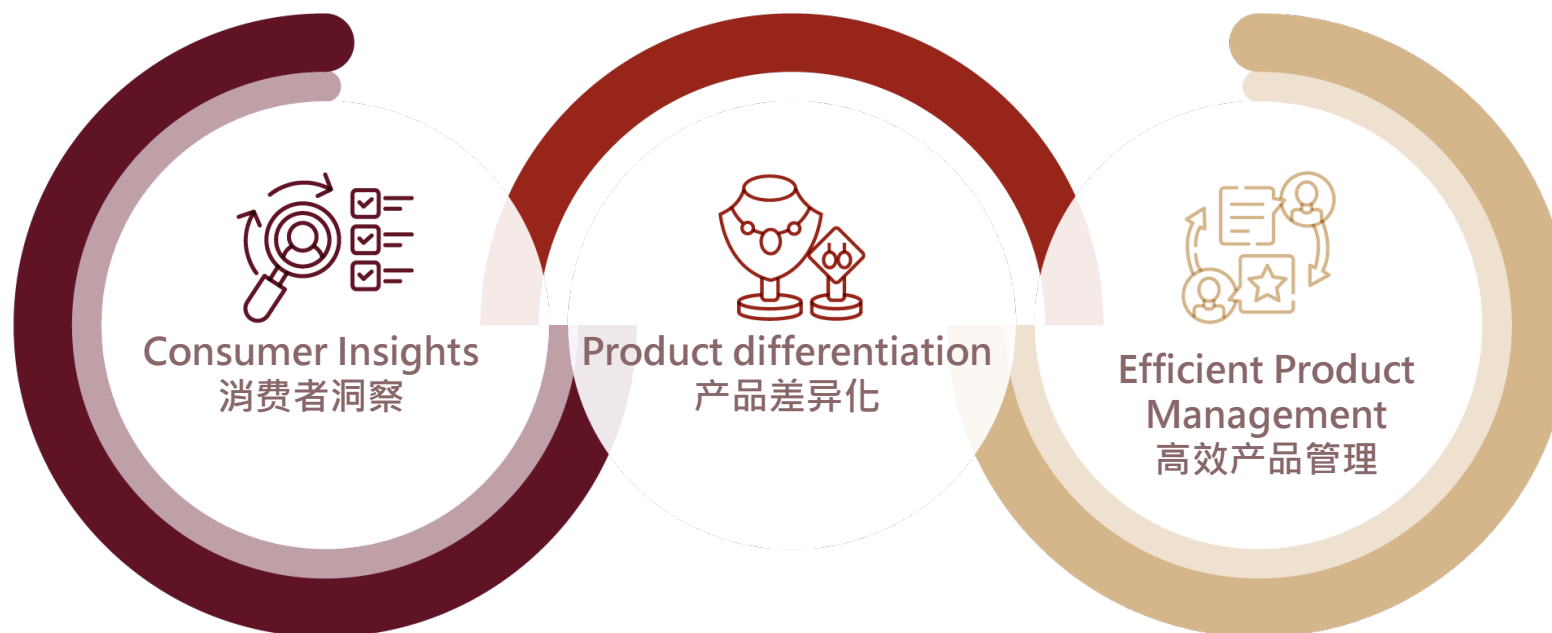 Consumer Insights
消费者洞察
Product differentiation
产品差异化
Efficient Product
Management
高效产品管理